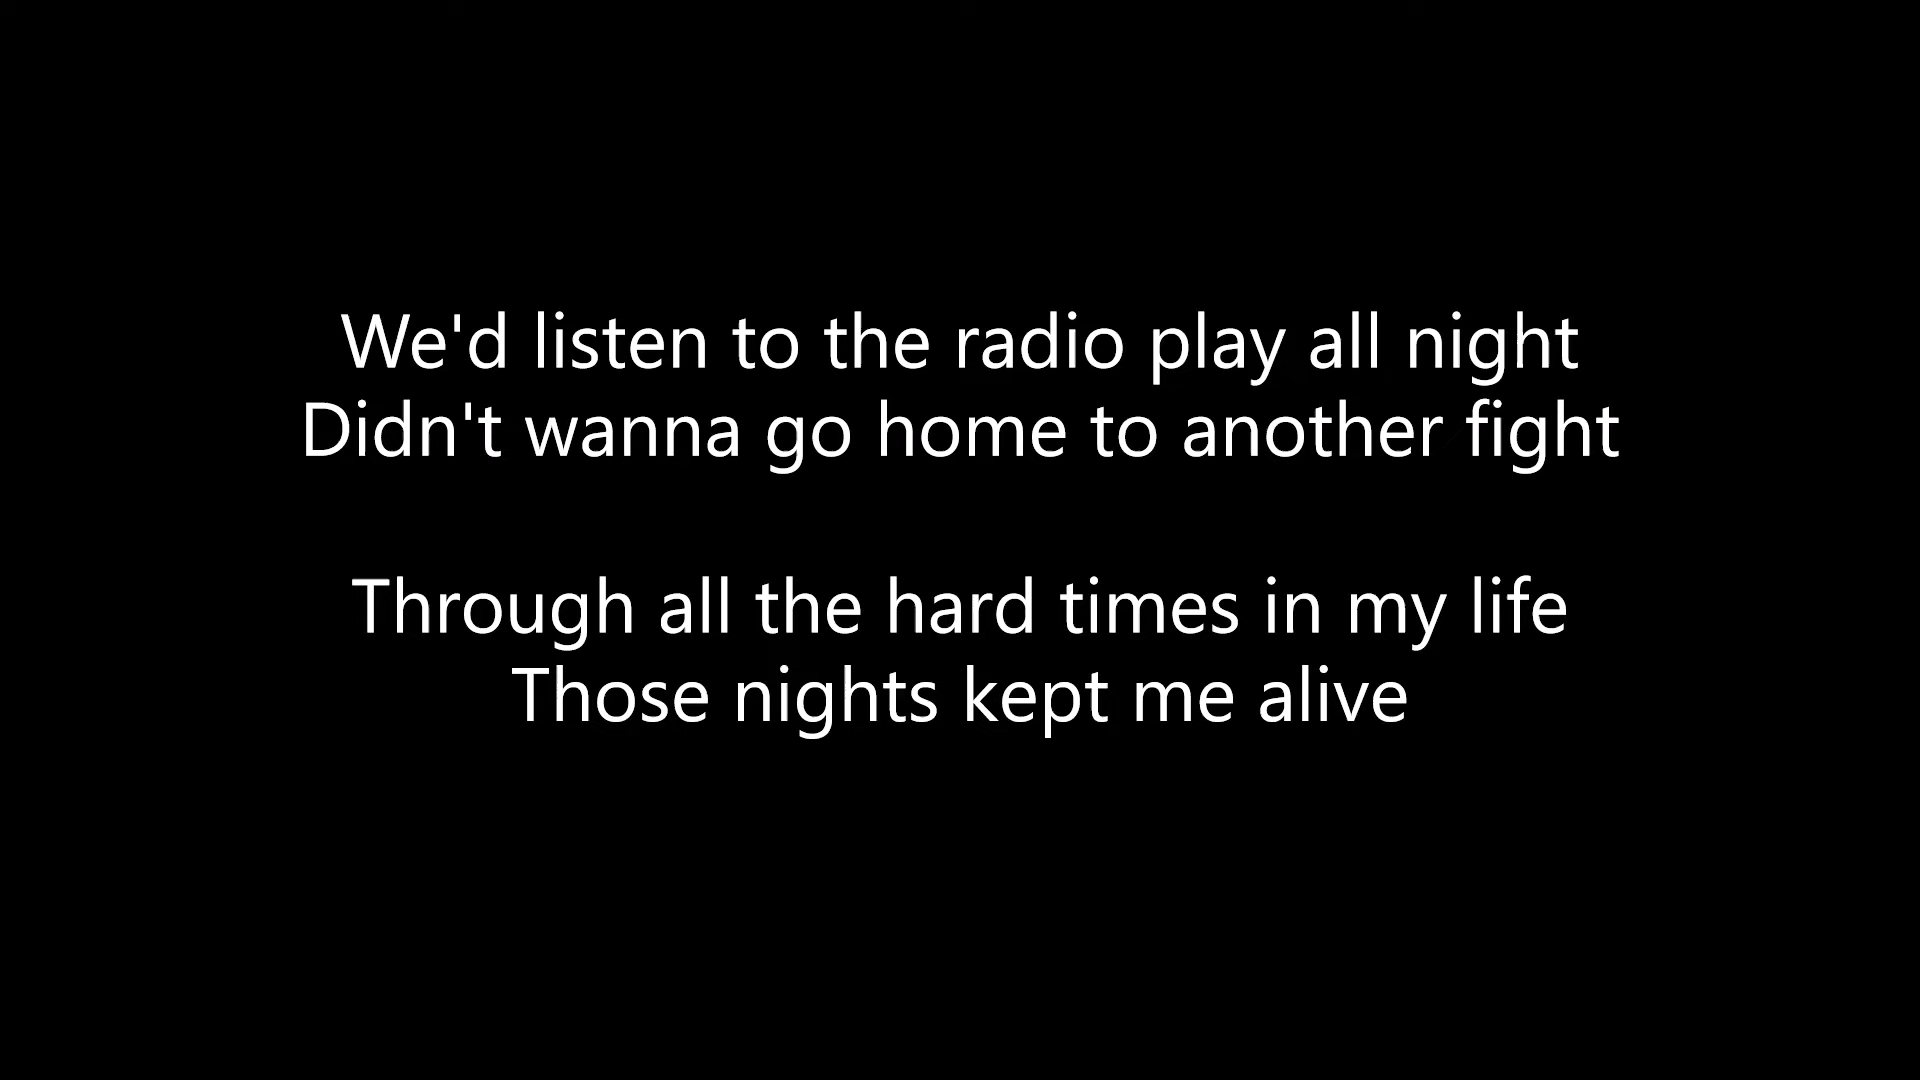 We'd listen to the radio play all night
Didn't wanna go home to another fight
Through all the hard times in my life
Those nights kept me alive